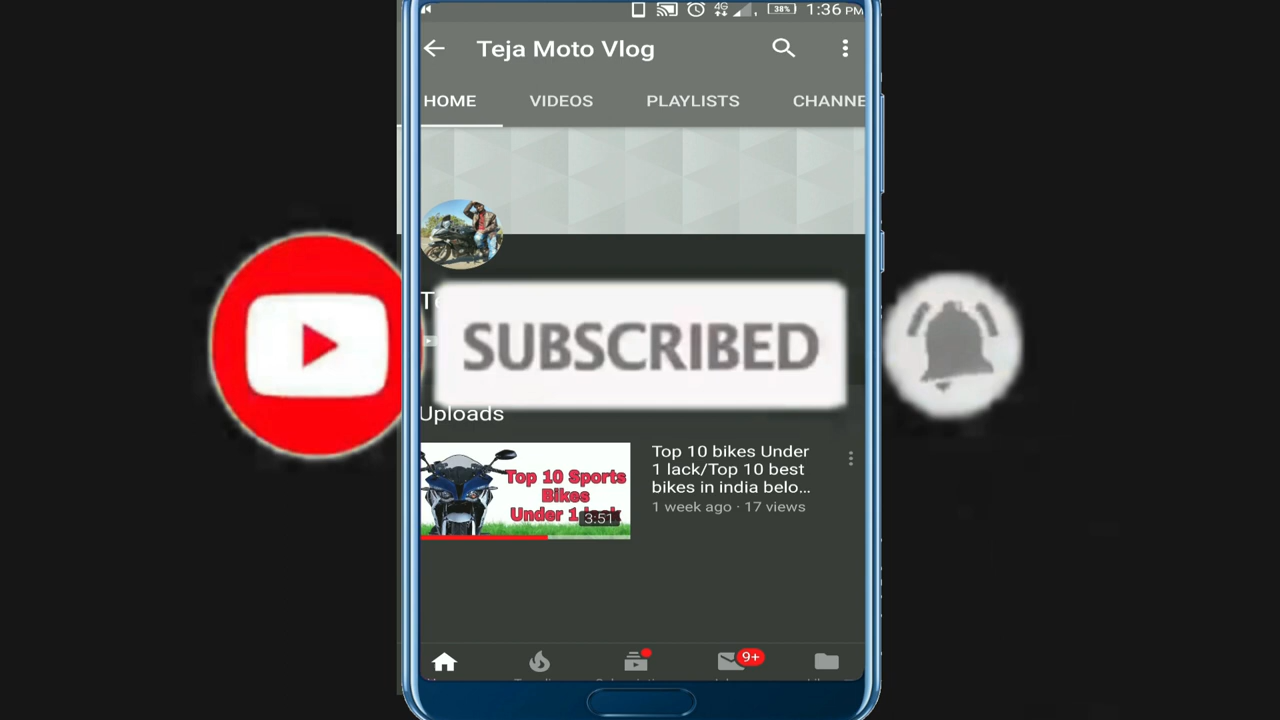 4G
38%
1:36 PM
Teja Moto Vlog
HOME VIDEOS PLAYLISTS CHANNE
SUBSCRIBED
Uploads
Top 10 Sports
Bikes
Under 1 lack
3:51
Top 10 bikes Under
1 lack/Top 10 best
bikes in india belo...
1 week ago · 17 views
9+